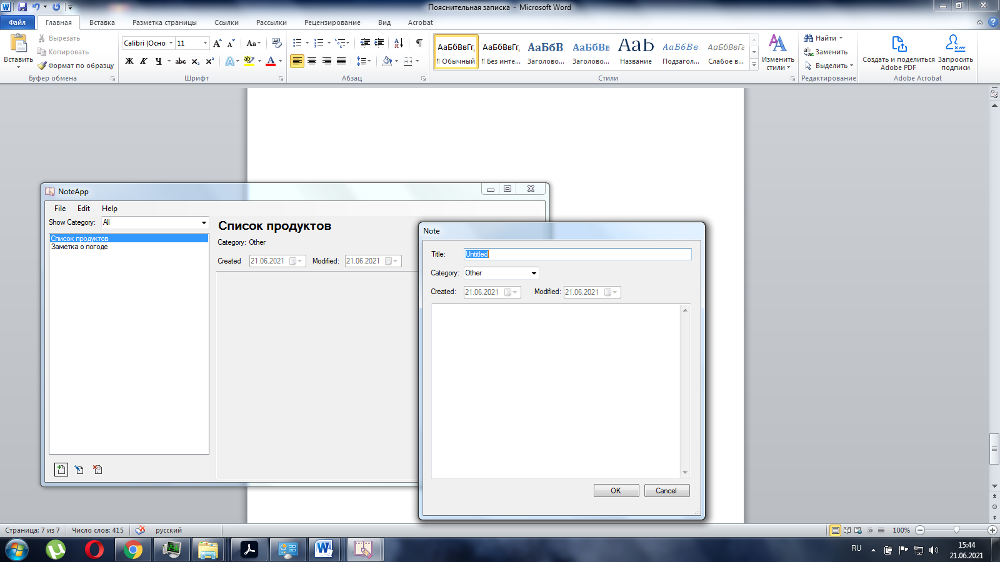 Пояснительная записка - Microsoft Word
Файл Главная Вставка Разметка страницы Ссылки Рассылки Рецензирование Вид Acrobat
Вставить
Вырезать
Копировать
Формат по образцу
Буфер обмена
Calibri (Осно 11
Ж К Ч abc x₂ x²
Шрифт
Абзац
АаБбВвГг, АаБбВвГг, АаБбВ АаБбВв АаБ АаБбВв. АаБбВвГг
¶ Обычный ¶ Без инте... Заголово... Заголово... Название Подзагол... Слабое в...
Стили
Изменить
стили
Найти
Заменить
Выделить
Редактирование
Создать и поделиться
Adobe PDF
Запросить
подписи
Adobe Acrobat
NoteApp
File Edit Help
Show Category: All
Список продуктов
Заметка о погоде
Список продуктов
Category: Other
Created 21.06.2021 Modified: 21.06.2021
Note
Title: Untitled
Category: Other
Created: 21.06.2021 Modified: 21.06.2021
OK Cancel
Страница: 7 из 7 Число слов: 415 русский 100%
RU
15:44
21.06.2021